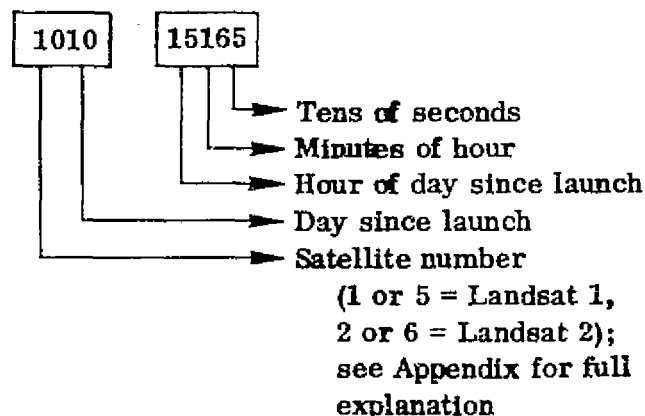 1010 15165
Tens of seconds
Minutes of hour
Hour of day since launch
Day since launch
Satellite number
(1 or 5 = Landsat 1,
2 or 6 = Landsat 2);
see Appendix for full
explanation